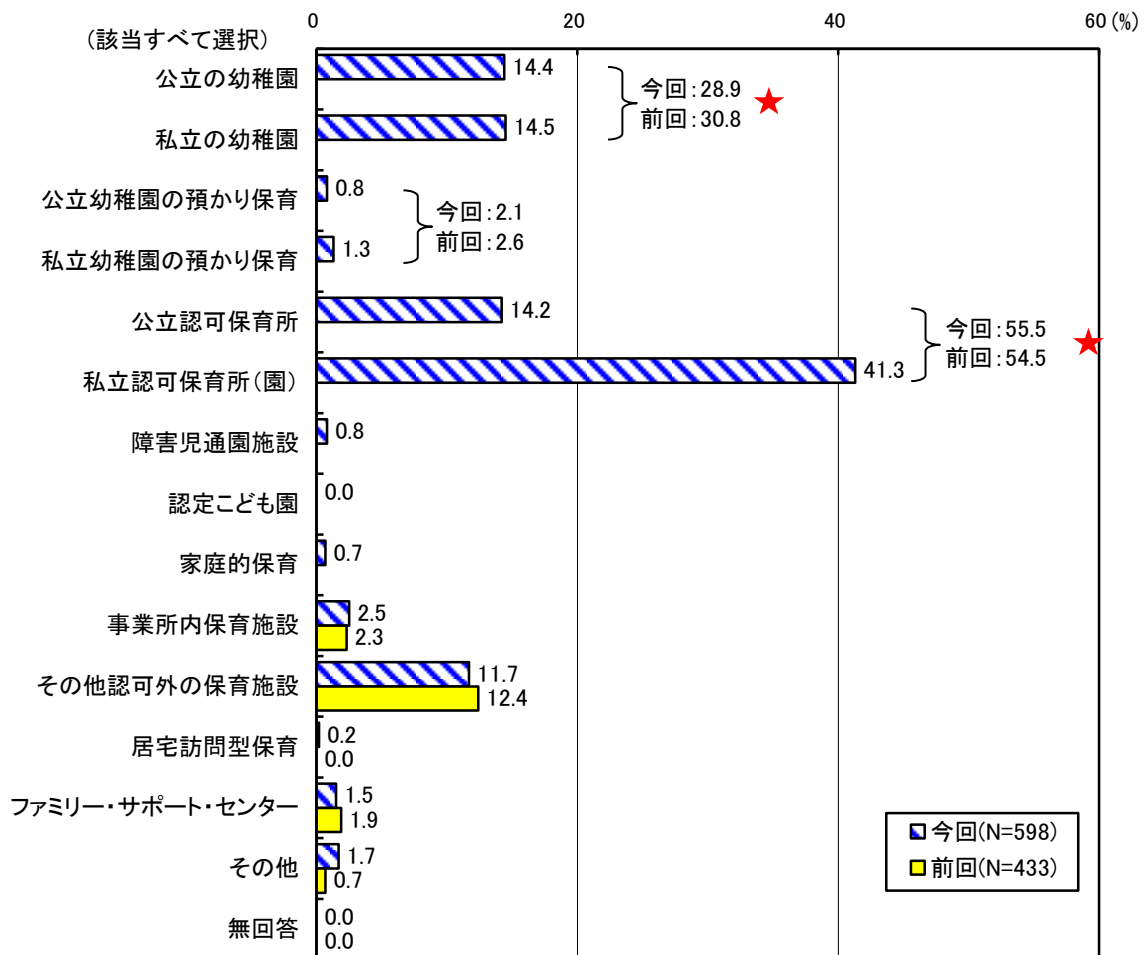 0 20 40 60 (%)
(該当すべて選択)
公立の幼稚園 14.4
今回：28.9
前回：30.8
私立の幼稚園 14.5
公立幼稚園の預かり保育 0.8
今回：2.1
前回：2.6
私立幼稚園の預かり保育 1.3
公立認可保育所 14.2
今回：55.5
前回：54.5
私立認可保育所(園) 41.3
障害児通園施設 0.8
認定こども園 0.0
家庭的保育 0.7
事業所内保育施設 2.5
2.3
その他認可外の保育施設 11.7
12.4
居宅訪問型保育 0.2
0.0
ファミリー・サポート・センター 1.5
1.9
その他 1.7
0.7
無回答 0.0
0.0
今回(N=598)
前回(N=433)